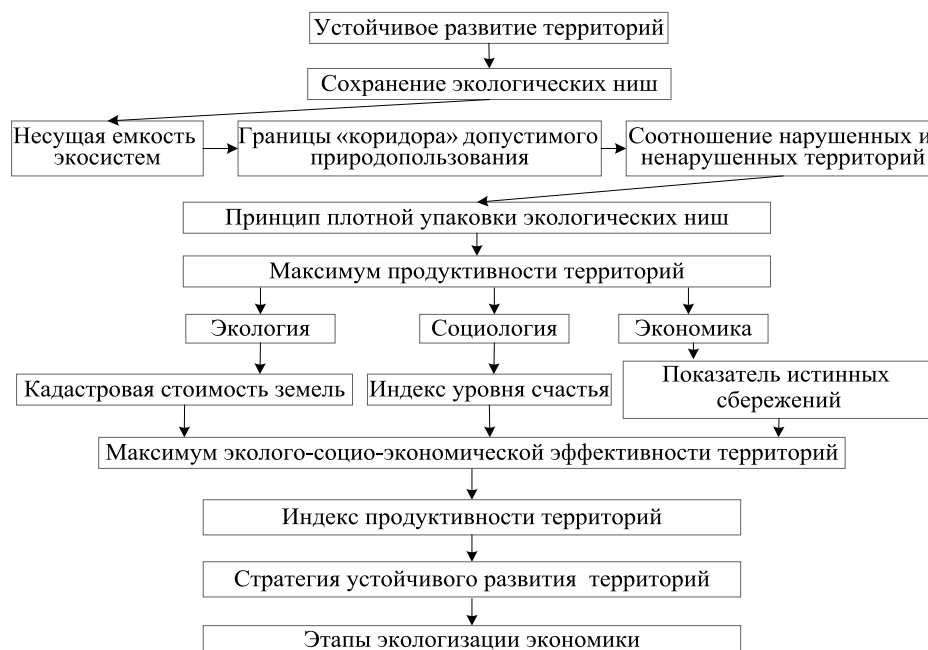 Устойчивое развитие территорий
Сохранение экологических ниш
Несущая емкость
экосистем
Границы «коридора» допустимого
природопользования
Соотношение нарушенных и
ненарушенных территорий
Принцип плотной упаковки экологических ниш
Максимум продуктивности территорий
Экология
Социология
Экономика
Кадастровая стоимость земель
Индекс уровня счастья
Показатель истинных
сбережений
Максимум эколого-социо-экономической эффективности территорий
Индекс продуктивности территорий
Стратегия устойчивого развития территорий
Этапы экологизации экономики